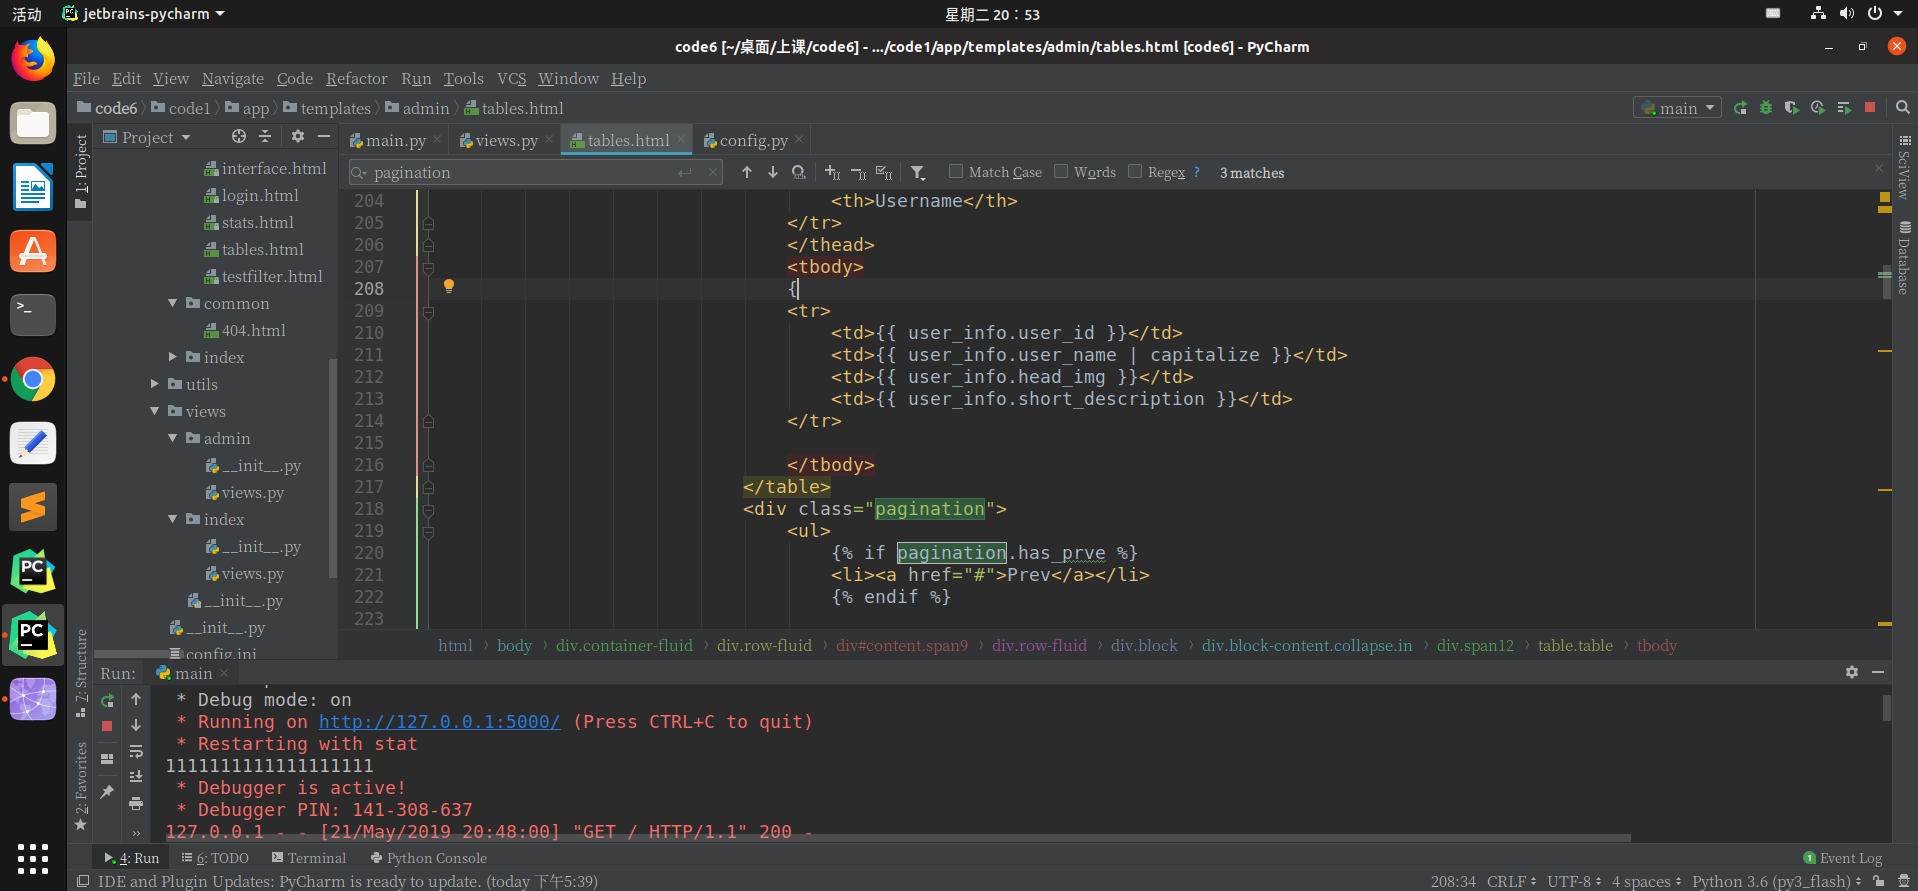 活动 jetbrains-pycharm 星期二 20：53
code6 [~/桌面/上课/code6] - .../code1/app/templates/admin/tables.html [code6] - PyCharm
File Edit View Navigate Code Refactor Run Tools VCS Window Help
code6 code1 app templates admin tables.html main
Project main.py views.py tables.html config.py
pagination Match Case Words Regex ? 3 matches
1: Project
7: Structure
2: Favorites
interface.html
login.html
stats.html
tables.html
testfilter.html
common
404.html
index
utils
views
admin
__init__.py
views.py
index
__init__.py
views.py
__init__.py
__init__.py
config.ini
204 <th>Username</th>
205 </tr>
206 </thead>
207 <tbody>
208 {
209 <tr>
210 <td>{{ user_info.user_id }}</td>
211 <td>{{ user_info.user_name | capitalize }}</td>
212 <td>{{ user_info.head_img }}</td>
213 <td>{{ user_info.short_description }}</td>
214 </tr>
215
216 </tbody>
217 </table>
218 <div class="pagination">
219 <ul>
220 {% if pagination.has_prve %}
221 <li><a href="#">Prev</a></li>
222 {% endif %}
223
SciView
Database
html body div.container-fluid div.row-fluid div#content.span9 div.row-fluid div.block div.block-content.collapse.in div.span12 table.table tbody
Run: main
* Debug mode: on
* Running on http://127.0.0.1:5000/ (Press CTRL+C to quit)
* Restarting with stat
1111111111111111111
* Debugger is active!
* Debugger PIN: 141-308-637
127.0.0.1 - - [21/May/2019 20:48:00] "GET / HTTP/1.1" 200 -
4: Run 6: TODO Terminal Python Console 1 Event Log
IDE and Plugin Updates: PyCharm is ready to update. (today 下午5:39) 208:34 CRLF UTF-8 4 spaces Python 3.6 (py3_flash)